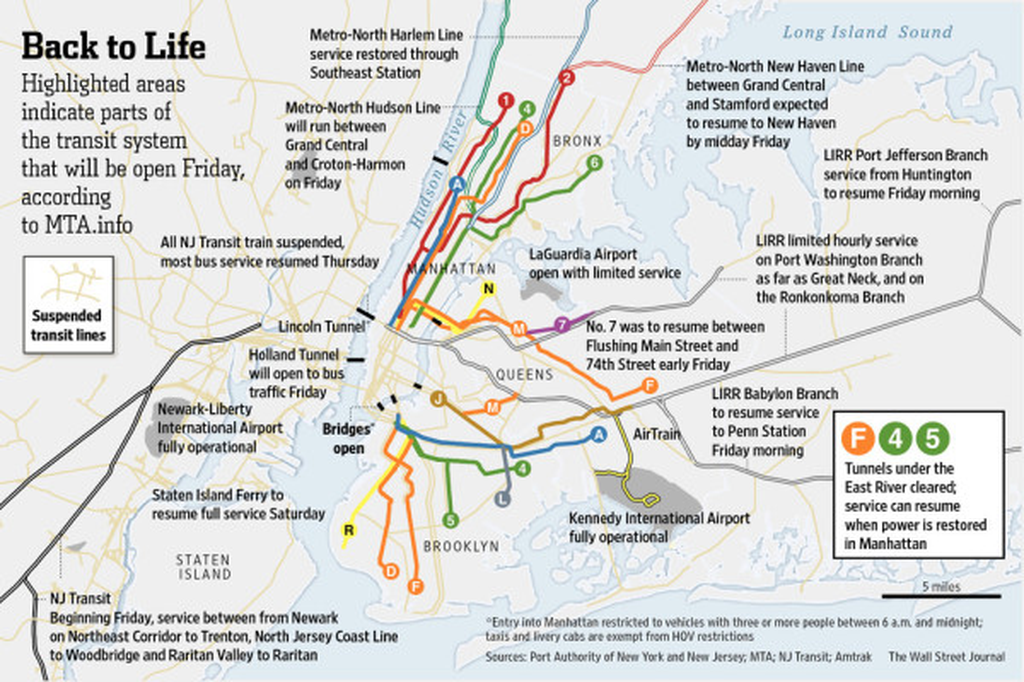 Back to Life
Highlighted areas
indicate parts of
the transit system
that will be open Friday,
according
to MTA.info
Suspended
transit lines
Metro-North Harlem Line
service restored through
Southeast Station
Metro-North Hudson Line
will run between
Grand Central
and Croton-Harmon
on Friday
All NJ Transit train suspended,
most bus service resumed Thursday
Hudson River
Long Island Sound
Metro-North New Haven Line
between Grand Central
and Stamford expected
to resume to New Haven
by midday Friday
LIRR Port Jefferson Branch
service from Huntington
to resume Friday morning
LIRR limited hourly service
on Port Washington Branch
as far as Great Neck, and on
the Ronkonkoma Branch
1
4
D
2
BRONX
6
A
MANHATTAN
LaGuardia Airport
open with limited service
N
M
7
No. 7 was to resume between
Flushing Main Street and
74th Street early Friday
Lincoln Tunnel*
Holland Tunnel
will open to bus
traffic Friday
QUEENS
F
J
M
Bridges*
open
Newark-Liberty
International Airport
fully operational
A
AirTrain
LIRR Babylon Branch
to resume service
to Penn Station
Friday morning
4
L
5
R
D
F
Staten Island Ferry to
resume full service Saturday
Kennedy International Airport
fully operational
STATEN
ISLAND
BROOKLYN
F 4 5
Tunnels under the
East River cleared;
service can resume
when power is restored
in Manhattan
5 miles
NJ Transit
Beginning Friday, service between from Newark
on Northeast Corridor to Trenton, North Jersey Coast Line
to Woodbridge and Raritan Valley to Raritan
*Entry into Manhattan restricted to vehicles with three or more people between 6 a.m. and midnight;
taxis and livery cabs are exempt from HOV restrictions
Sources: Port Authority of New York and New Jersey; MTA; NJ Transit; Amtrak The Wall Street Journal